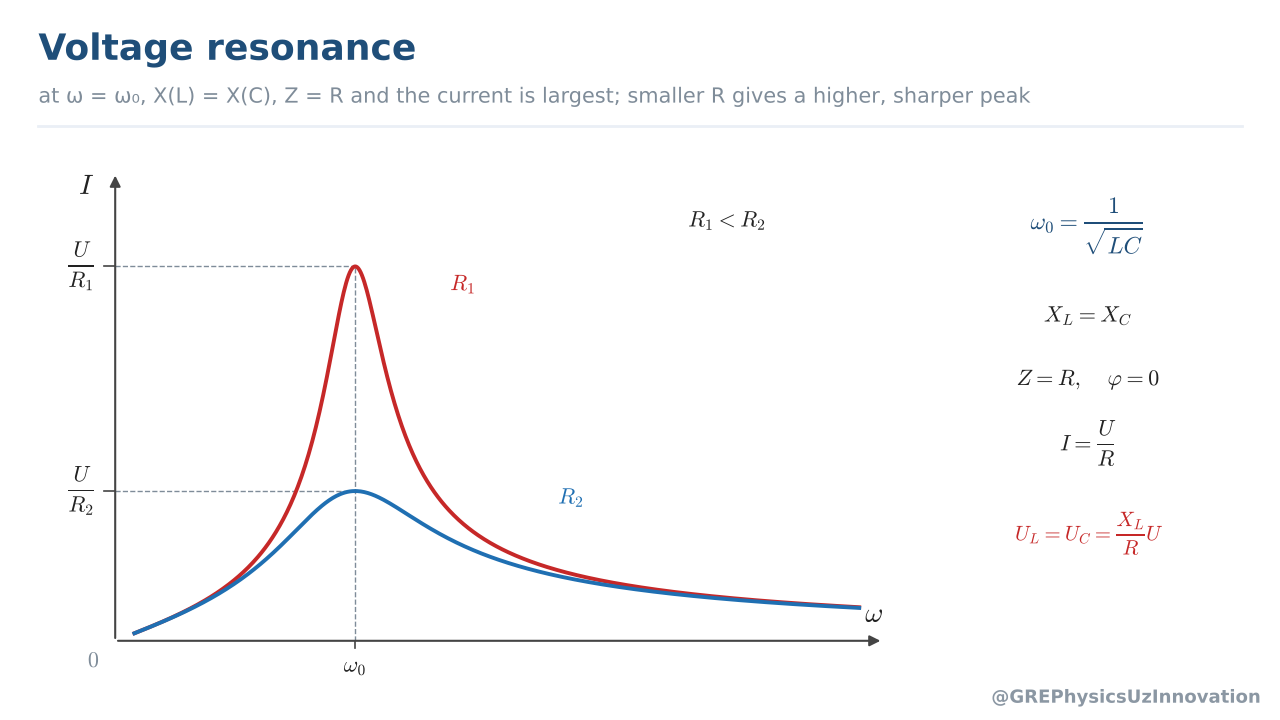 Voltage resonance
at ω = ω₀, X(L) = X(C), Z = R and the current is largest; smaller R gives a higher, sharper peak
I
R₁ < R₂
ω₀ = 1/√(LC)
U/R₁
R₁
X_L = X_C
Z = R, φ = 0
I = U/R
U/R₂
R₂
U_L = U_C = X_L/R U
ω
0
ω₀
@GREPhysicsUzInnovation